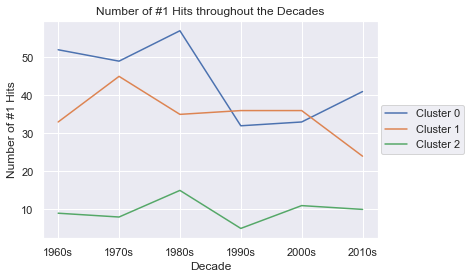 Number of #1 Hits throughout the Decades
Number of #1 Hits
50
40
30
20
10
1960s 1970s 1980s 1990s 2000s 2010s
Decade
Cluster 0
Cluster 1
Cluster 2